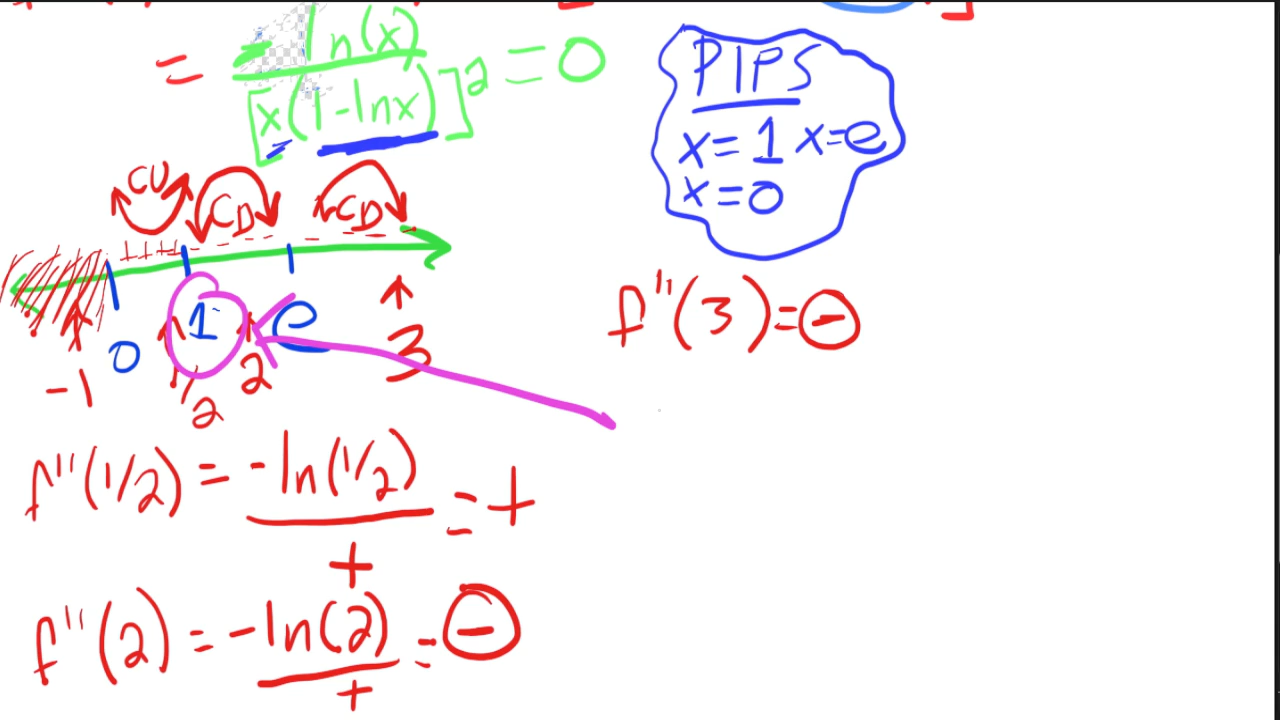 = -ln(x) / [x(1-lnx)]² = 0
PIPS
x=1 x=e
x=0
CU CD CD
++++ - - - - - -
0 1 e
-1 1/2 2 3
f''(3)=⊖
f''(1/2) = -ln(1/2) / + = +
f''(2) = -ln(2) / + = ⊖